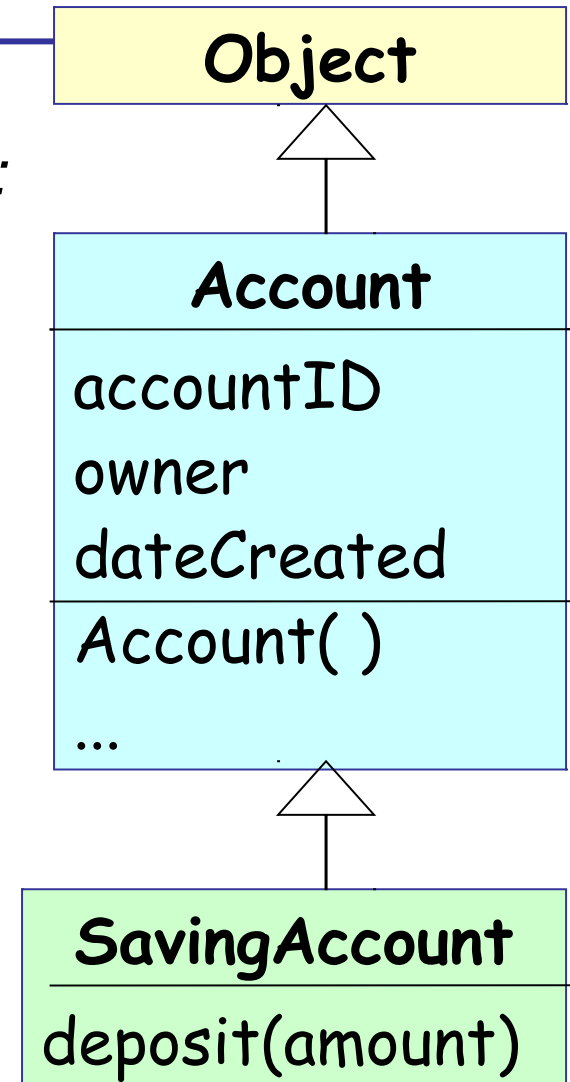 Object
:
Account
accountID
owner
dateCreated
Account( )
...
SavingAccount
deposit(amount)